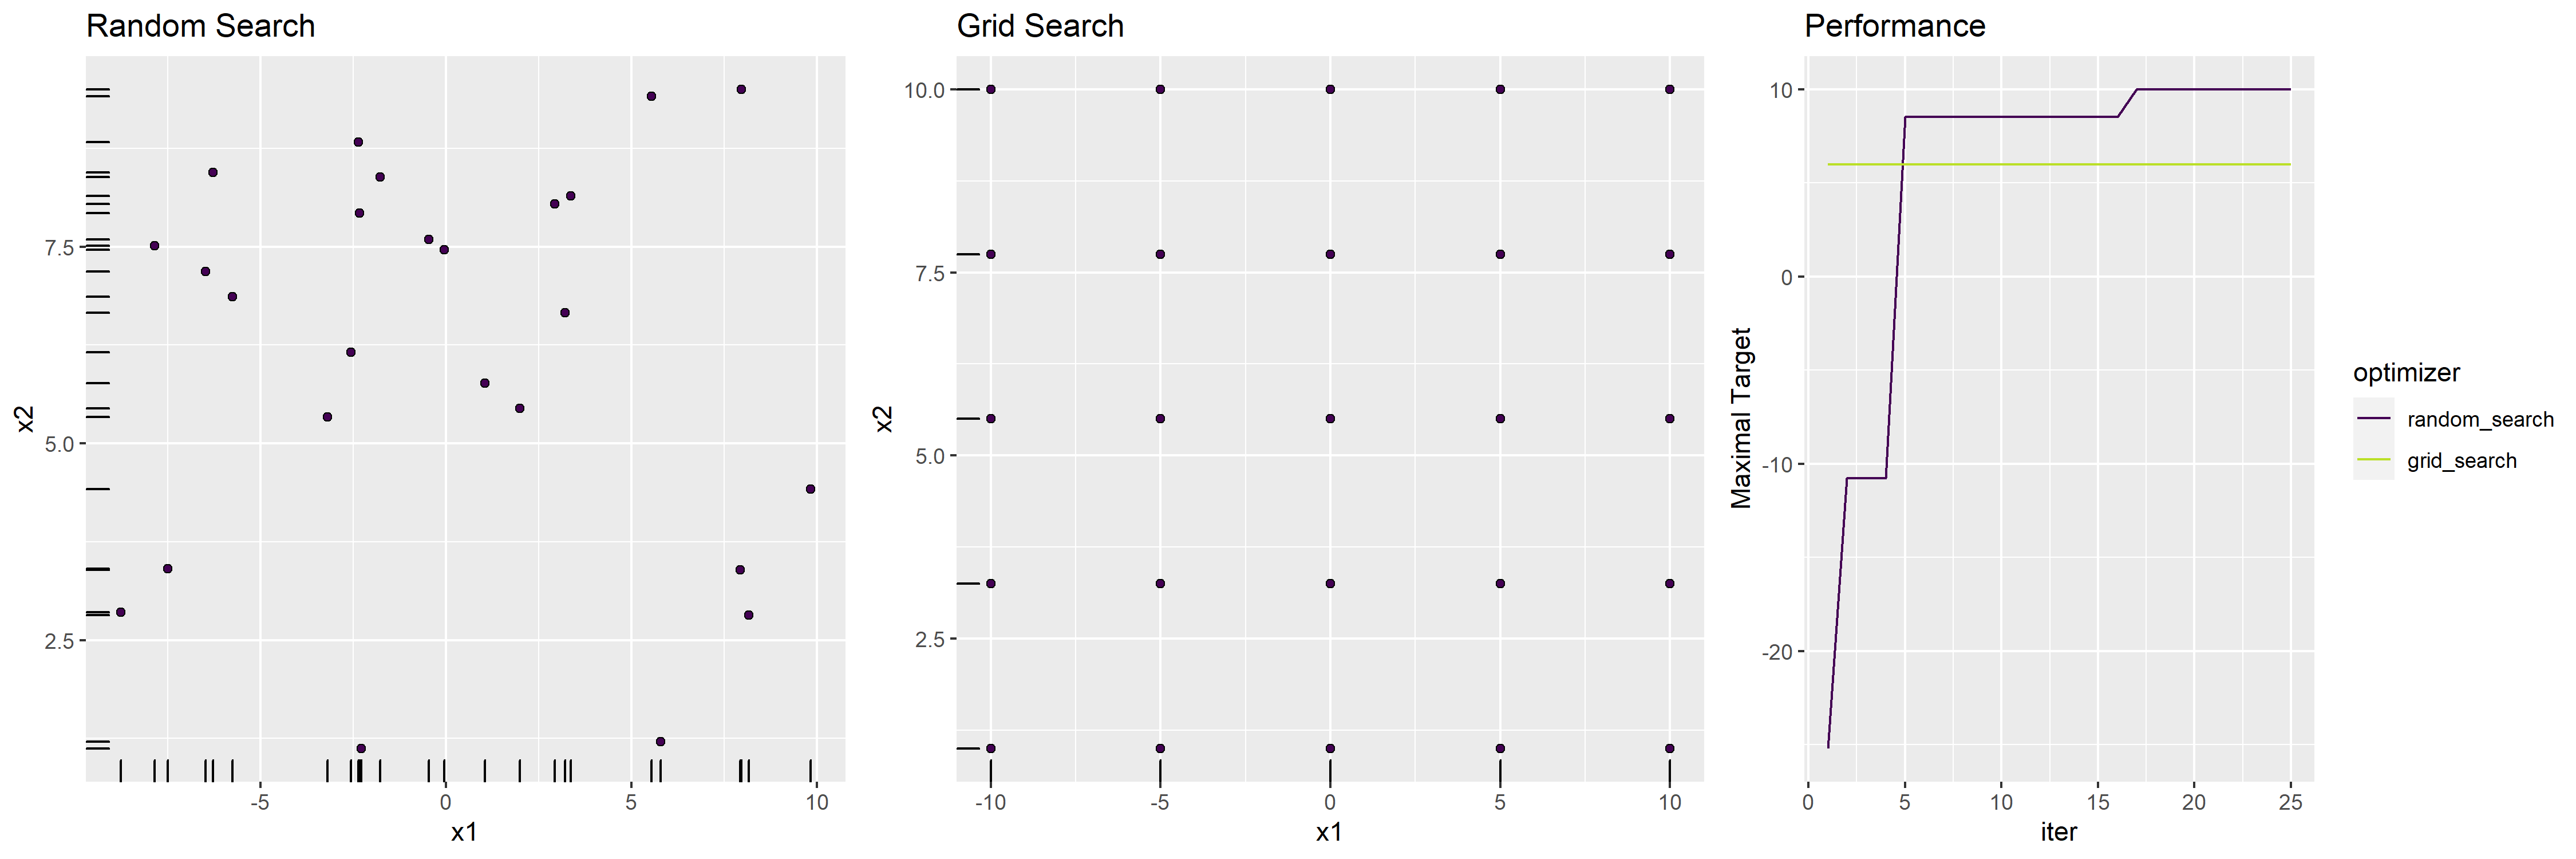 Random Search
x2
7.5
5.0
2.5
-5
0
5
10
x1
Grid Search
x2
10.0
7.5
5.0
2.5
-10
-5
0
5
10
x1
Performance
Maximal Target
10
0
-10
-20
0
5
10
15
20
25
iter
optimizer
random_search
grid_search